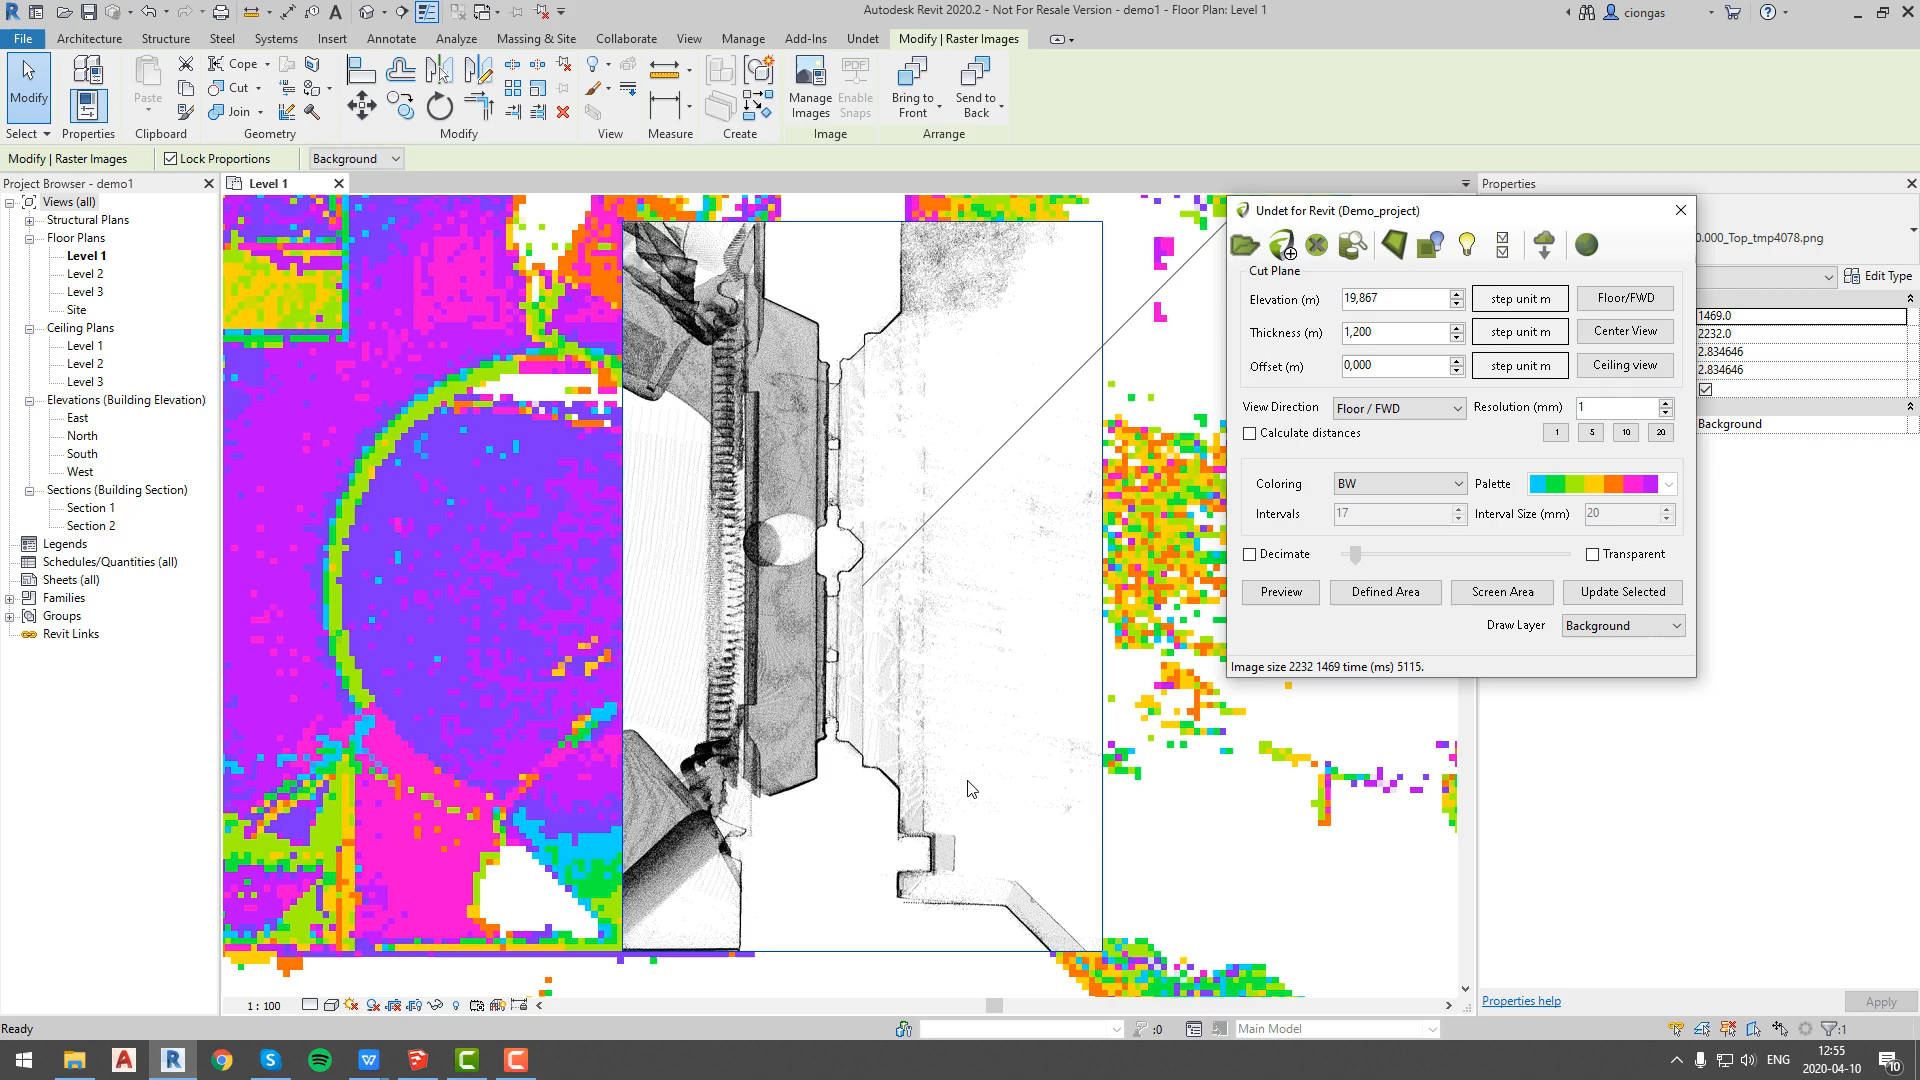 Autodesk Revit 2020.2 - Not For Resale Version - demo1 - Floor Plan: Level 1
ciongas
File Architecture Structure Steel Systems Insert Annotate Analyze Massing & Site Collaborate View Manage Add-Ins Undet Modify | Raster Images
Modify Paste Cope Cut Join Manage Images Enable Snaps Bring to Front Send to Back
PDF
Select Properties Clipboard Geometry Modify View Measure Create Image Arrange
Modify | Raster Images Lock Proportions Background
Project Browser - demo1
Views (all)
Structural Plans
Floor Plans
Level 1
Level 2
Level 3
Site
Ceiling Plans
Level 1
Level 2
Level 3
Elevations (Building Elevation)
East
North
South
West
Sections (Building Section)
Section 1
Section 2
Legends
Schedules/Quantities (all)
Sheets (all)
Families
Groups
Revit Links
Level 1
Undet for Revit (Demo_project)
Cut Plane
Elevation (m) 19,867 step unit m Floor/FWD
Thickness (m) 1,200 step unit m Center View
Offset (m) 0,000 step unit m Ceiling view
View Direction Floor / FWD Resolution (mm) 1
Calculate distances 1 5 10 20
Coloring BW Palette
Intervals 17 Interval Size (mm) 20
Decimate Transparent
Preview Defined Area Screen Area Update Selected
Draw Layer Background
Image size 2232 1469 time (ms) 5115.
Properties
0.000_Top_tmp4078.png
Edit Type
1469.0
2232.0
2.834646
2.834646
Background
Properties help Apply
1 : 100
Ready
:0 Main Model :1
ENG 12:55
2020-04-10
10